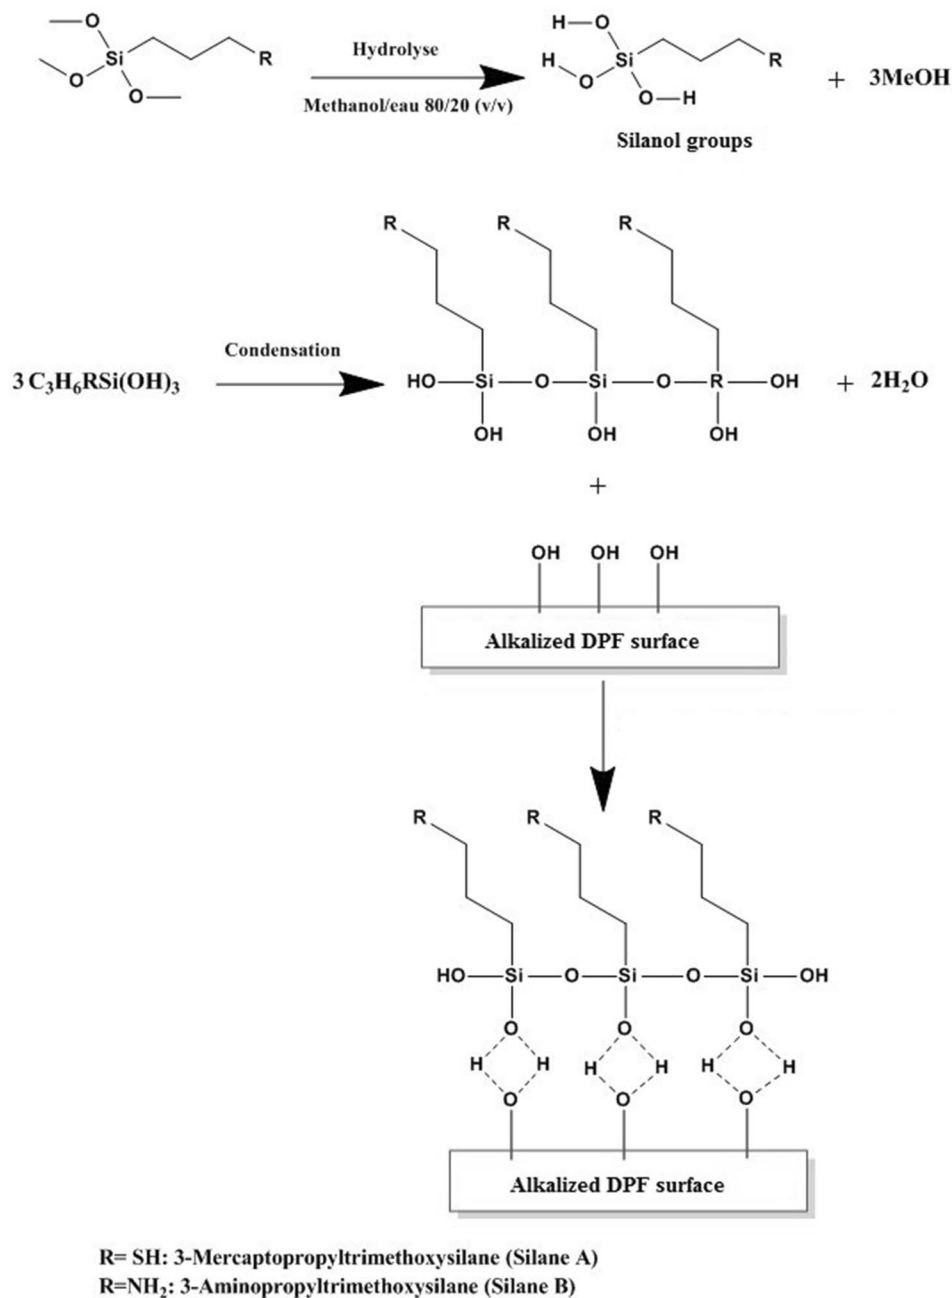 O
Si R
O O
Hydrolyse
Methanol/eau 80/20 (v/v)
H—O
H Si R
O O—H
Silanol groups
+ 3MeOH
R R R
3 C₃H₆RSi(OH)₃
Condensation
HO—Si—O—Si—O—R—OH
OH OH OH
+ 2H₂O
+
OH OH OH
Alkalized DPF surface
R R R
HO—Si—O—Si—O—Si—OH
O O O
H H H H H H
O O O
Alkalized DPF surface
R= SH: 3-Mercaptopropyltrimethoxysilane (Silane A)
R=NH₂: 3-Aminopropyltrimethoxysilane (Silane B)